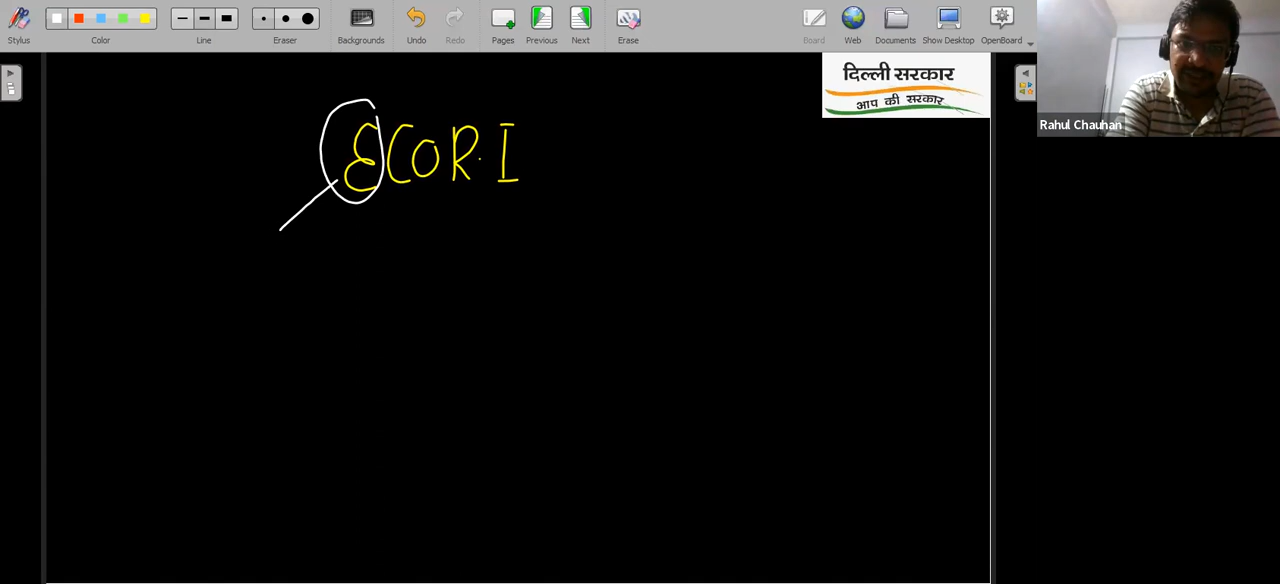 Stylus Color Line Eraser Backgrounds Undo Redo Pages Previous Next Erase Board Web Documents Show Desktop OpenBoard
दिल्ली सरकार
आप की सरकार
Rahul Chauhan
ECOR·I